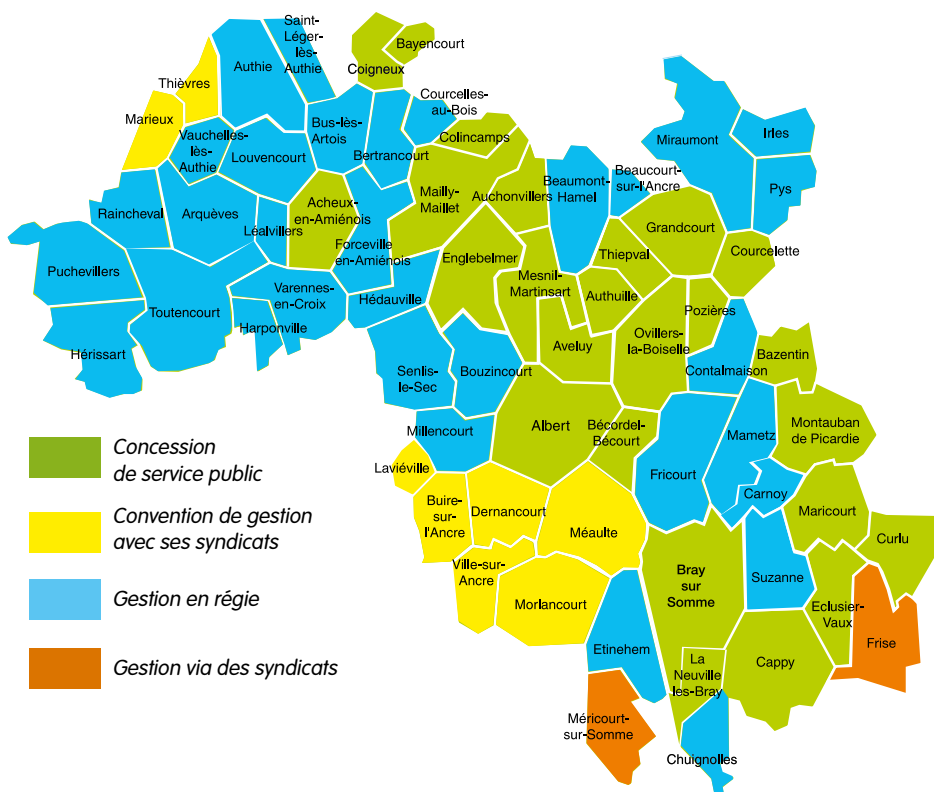 Saint-
Léger-
lès-
Authie
Bayencourt
Authie
Coigneux
Thièvres
Courcelles-
au-Bois
Marieux
Bus-lès-
Artois
Colincamps
Vauchelles-
lès-
Authie
Louvencourt
Bertrancourt
Miraumont
Irles
Beaucourt-
sur-l'Ancre
Pys
Mailly-
Maillet
Auchonvillers
Beaumont-
Hamel
Raincheval
Arquèves
Léalvillers
Acheux-
en-Amiénois
Forceville
en-Amiénois
Grandcourt
Courcelette
Thiepval
Englebelmer
Mesnil-
Martinsart
Authuille
Puchevillers
Toutencourt
Varennes-
en-Croix
Hédauville
Harponville
Pozières
Ovillers-
la-Boiselle
Aveluy
Hérissart
Senlis-
le-Sec
Bouzincourt
Contalmaison
Bazentin
Millencourt
Albert
Bécordel-
Bécourt
Mametz
Montauban
de Picardie
Laviéville
Fricourt
Carnoy
Buire-
sur-
l'Ancre
Dernancourt
Méaulte
Maricourt
Curlu
Ville-sur-
Ancre
Morlancourt
Bray
sur
Somme
Suzanne
Eclusier-
Vaux
Frise
Etinehem
La
Neuville
les-Bray
Cappy
Méricourt-
sur-Somme
Chuignolles
Concession
de service public
Convention de gestion
avec ses syndicats
Gestion en régie
Gestion via des syndicats